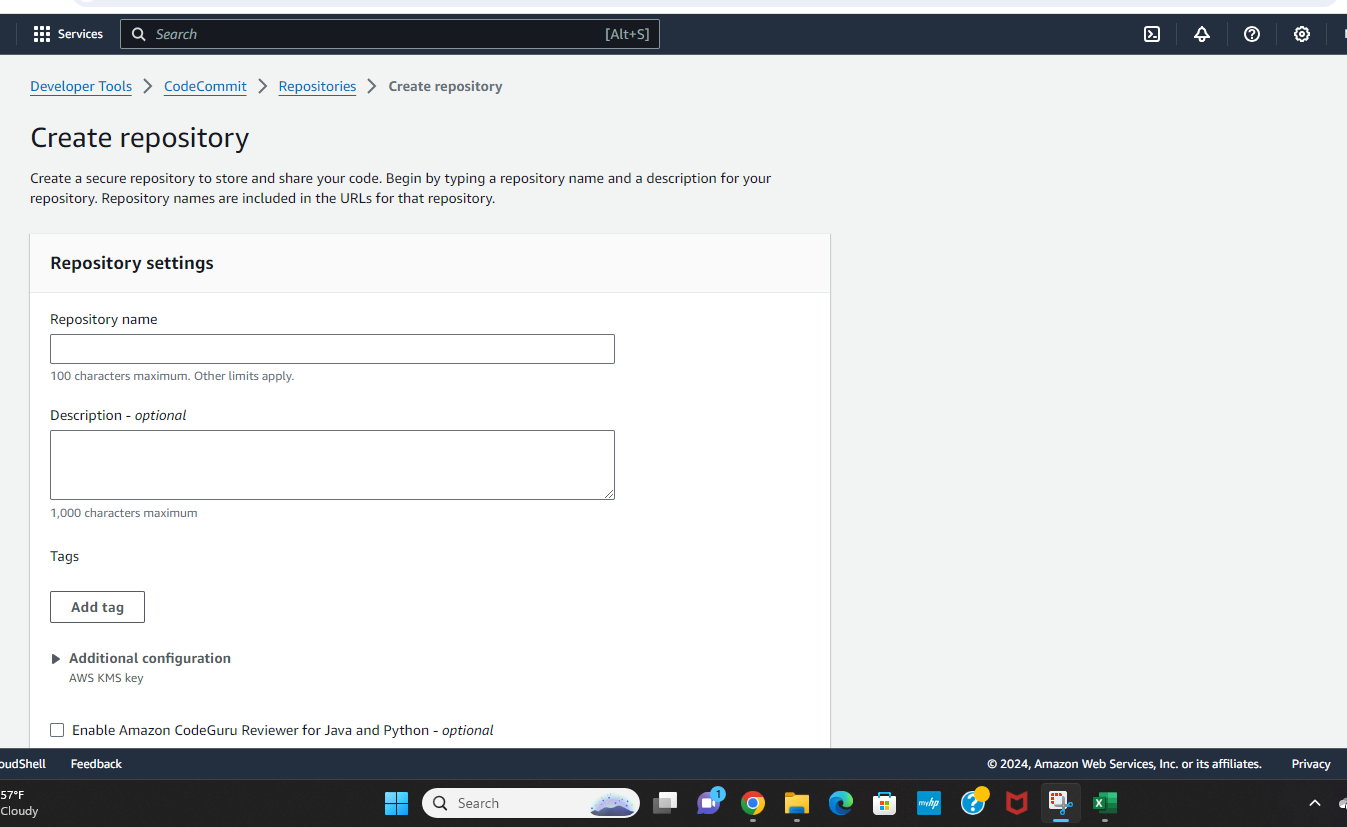 Services
Search
[Alt+S]
Developer Tools
CodeCommit
Repositories
Create repository
Create repository
Create a secure repository to store and share your code. Begin by typing a repository name and a description for your
repository. Repository names are included in the URLs for that repository.
Repository settings
Repository name
100 characters maximum. Other limits apply.
Description - optional
1,000 characters maximum
Tags
Add tag
Additional configuration
AWS KMS key
Enable Amazon CodeGuru Reviewer for Java and Python - optional
oudShell
Feedback
© 2024, Amazon Web Services, Inc. or its affiliates.
Privacy
57°F
Cloudy
Search
1
myhp